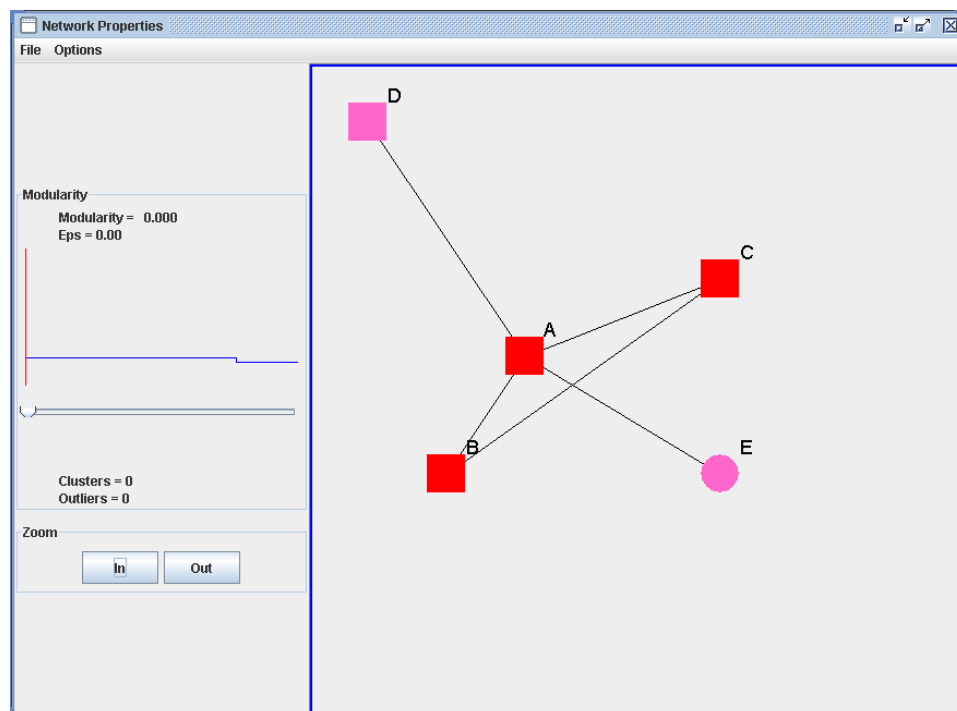 Network Properties
File Options
Modularity
Modularity = 0.000
Eps = 0.00
Clusters = 0
Outliers = 0
Zoom
In Out
D
C
A
B
E